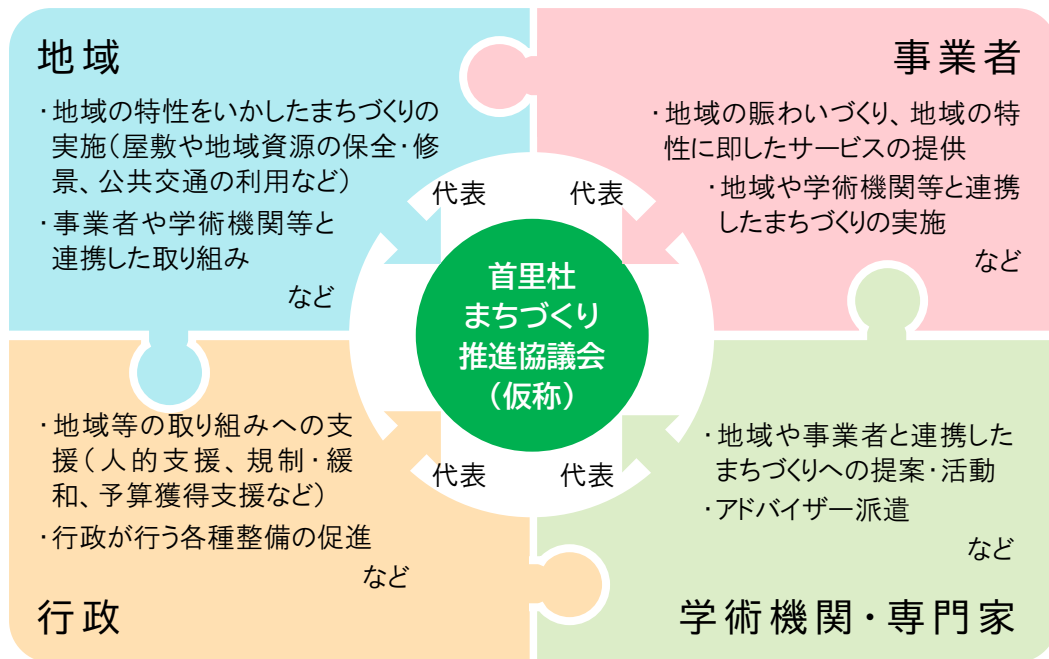 地域
・地域の特性をいかしたまちづくりの
実施（屋敷や地域資源の保全・修
景、公共交通の利用など）
・事業者や学術機関等と
連携した取り組み
など
事業者
・地域の賑わいづくり、地域の特
性に即したサービスの提供
・地域や学術機関等と連携
したまちづくりの実施
など
代表
代表
首里杜
まちづくり
推進協議会
（仮称）
代表
代表
・地域等の取り組みへの支
援（人的支援、規制・緩
和、予算獲得支援など）
・行政が行う各種整備の促進
など
行政
・地域や事業者と連携した
まちづくりへの提案・活動
・アドバイザー派遣
など
学術機関・専門家